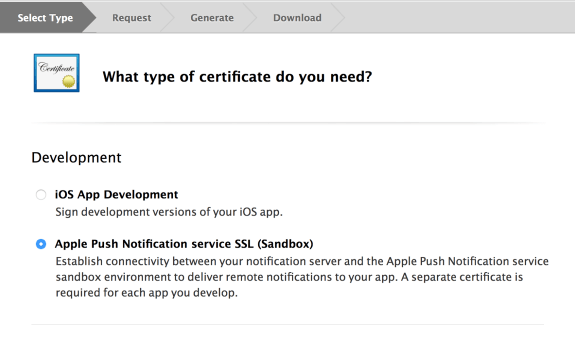 Select Type
Request
Generate
Download
Certificate
What type of certificate do you need?
Development
iOS App Development
Sign development versions of your iOS app.
Apple Push Notification service SSL (Sandbox)
Establish connectivity between your notification server and the Apple Push Notification service
sandbox environment to deliver remote notifications to your app. A separate certificate is
required for each app you develop.